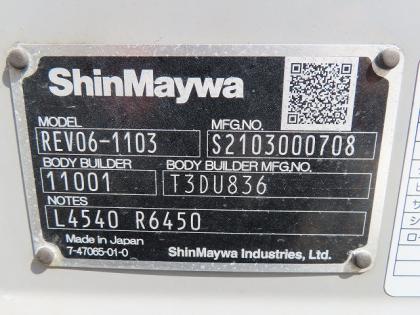 ShinMaywa
MODEL MFG.NO.
REV06-1103 S2103000708
BODY BUILDER BODY BUILDER MFG.NO.
11001 T3DU836
NOTES
L4540 R6450
Made in Japan
7-47065-01-0 ShinMaywa Industries, Ltd.